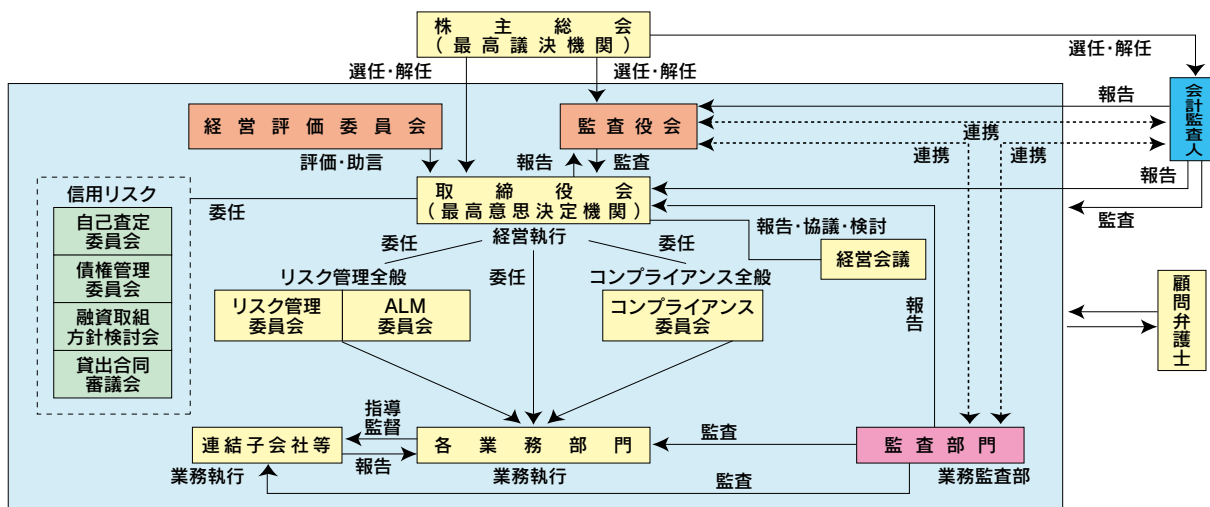 株主総会
(最高議決機関)
選任・解任
選任・解任
選任・解任
会計監査人
経営評価委員会
監査役会
報告
連携
連携
評価・助言
報告
監査
報告
監査
信用リスク
自己査定
委員会
債権管理
委員会
融資取組
方針検討会
貸出合同
審議会
委任
取締役会
(最高意思決定機関)
経営執行
報告・協議・検討
経営会議
委任
委任
委任
リスク管理全般
コンプライアンス全般
リスク管理
委員会
ALM
委員会
コンプライアンス
委員会
報告
顧問弁護士
指導
監督
連結子会社等
報告
業務執行
各業務部門
業務執行
監査
監査部門
業務監査部
監査